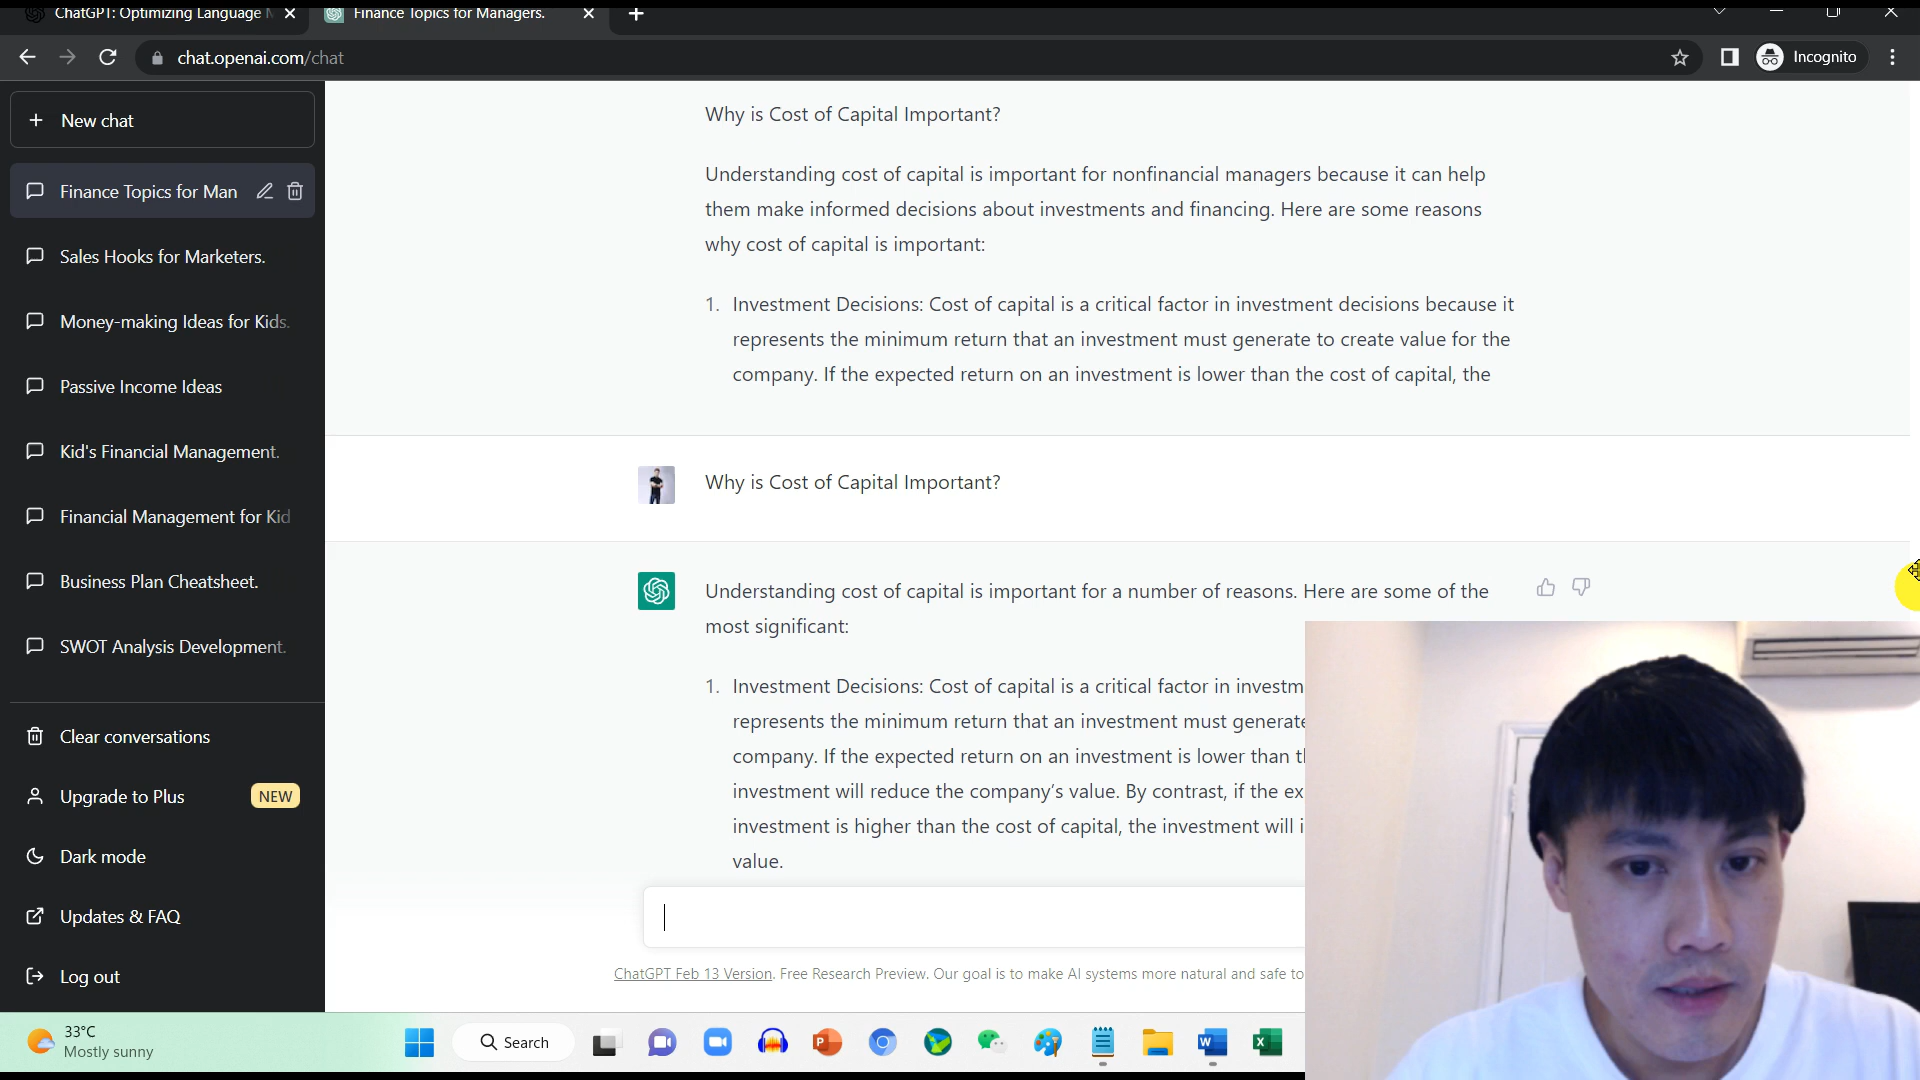 ChatGPT: Optimizing Language
Finance Topics for Managers.
chat.openai.com/chat
Incognito
New chat
Finance Topics for Man
Sales Hooks for Marketers.
Money-making Ideas for Kids.
Passive Income Ideas
Kid's Financial Management.
Financial Management for Kid
Business Plan Cheatsheet.
SWOT Analysis Development.
Clear conversations
Upgrade to Plus NEW
Dark mode
Updates & FAQ
Log out
Why is Cost of Capital Important?
Understanding cost of capital is important for nonfinancial managers because it can help
them make informed decisions about investments and financing. Here are some reasons
why cost of capital is important:
1. Investment Decisions: Cost of capital is a critical factor in investment decisions because it
represents the minimum return that an investment must generate to create value for the
company. If the expected return on an investment is lower than the cost of capital, the
Why is Cost of Capital Important?
Understanding cost of capital is important for a number of reasons. Here are some of the
most significant:
1. Investment Decisions: Cost of capital is a critical factor in investm
represents the minimum return that an investment must generate
company. If the expected return on an investment is lower than
investment will reduce the company's value. By contrast, if the ex
investment is higher than the cost of capital, the investment will i
value.
ChatGPT Feb 13 Version. Free Research Preview. Our goal is to make AI systems more natural and safe to
33°C
Mostly sunny
Search